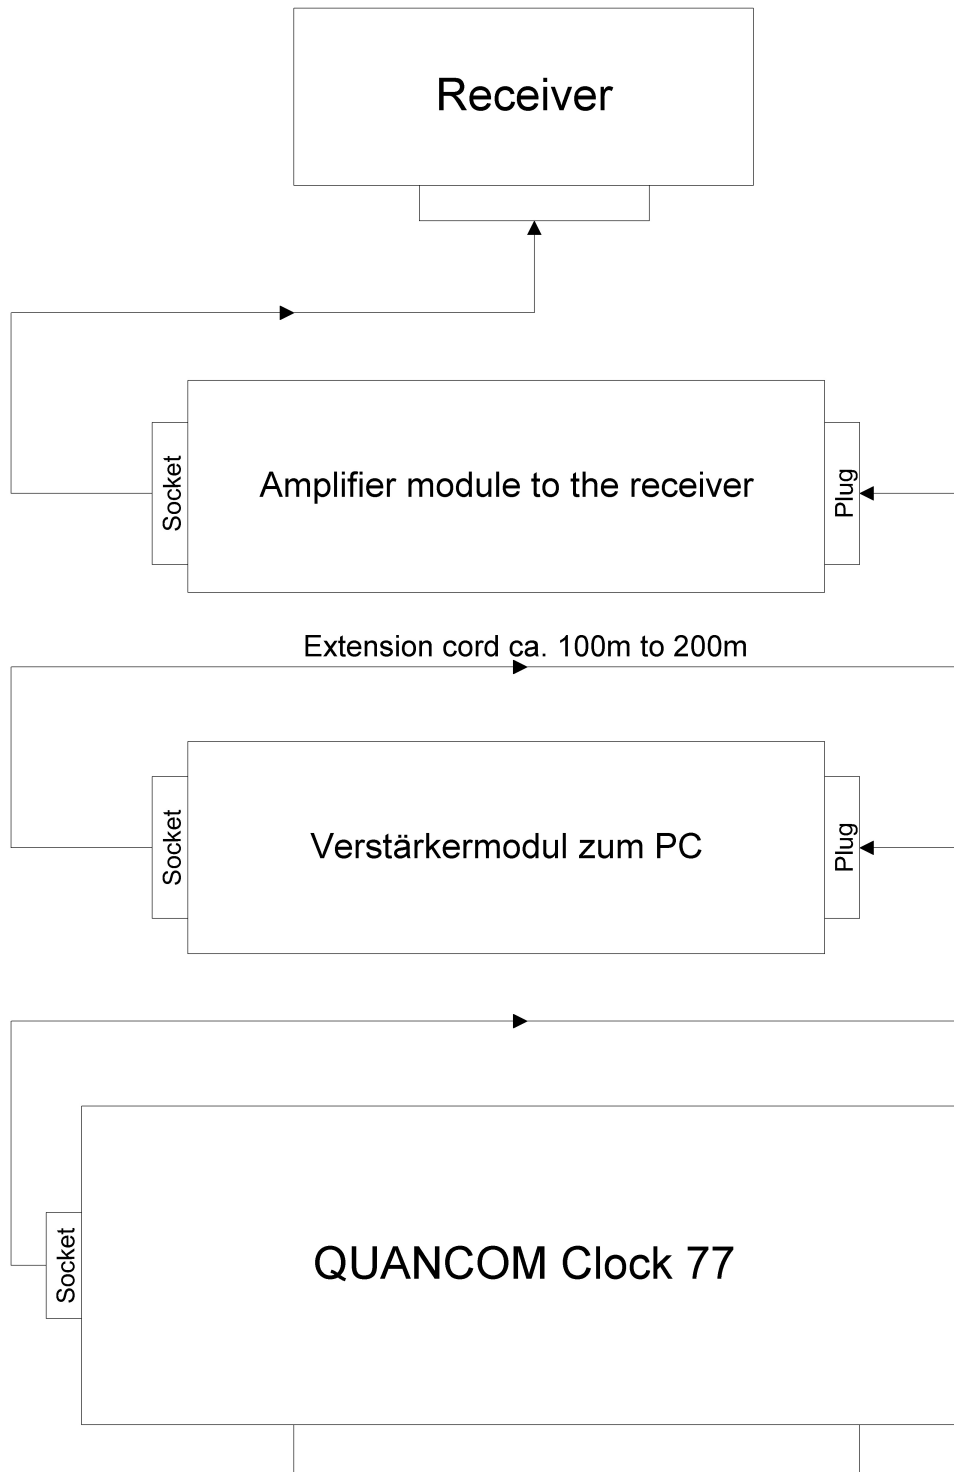 Receiver
Socket
Amplifier module to the receiver
Plug
Extension cord ca. 100m to 200m
Socket
Verstärkermodul zum PC
Plug
Socket
QUANCOM Clock 77